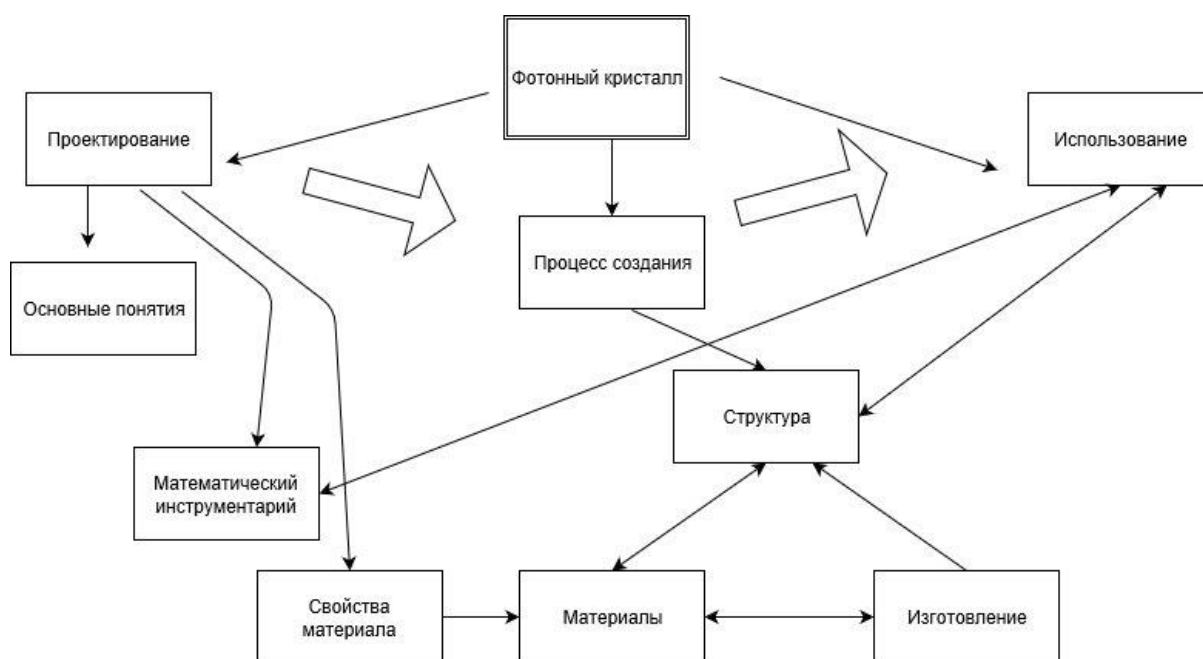 Фотонный кристалл
Проектирование
Использование
Процесс создания
Основные понятия
Структура
Математический
инструментарий
Свойства
материала
Материалы
Изготовление